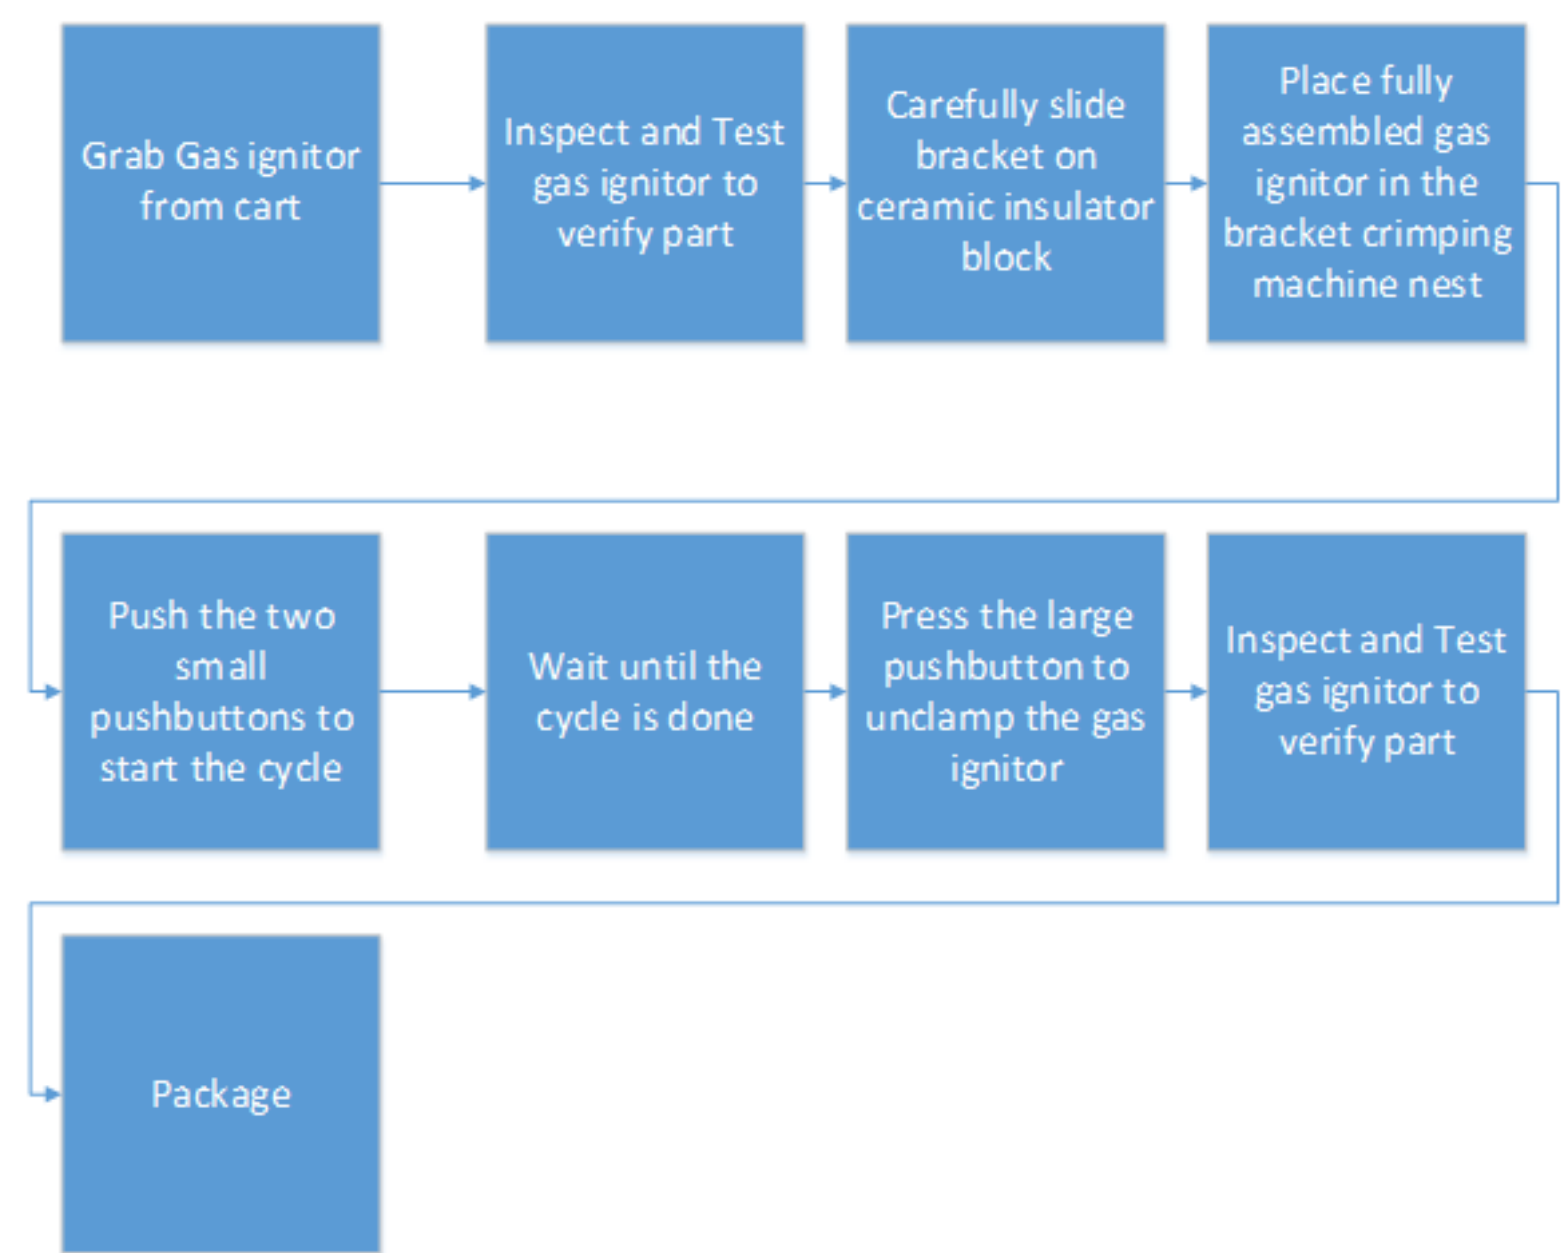 Grab Gas ignitor
from cart
Inspect and Test
gas ignitor to
verify part
Carefully slide
bracket on
ceramic insulator
block
Place fully
assembled gas
ignitor in the
bracket crimping
machine nest
Push the two
small
pushbuttons to
start the cycle
Wait until the
cycle is done
Press the large
pushbutton to
unclamp the gas
ignitor
Inspect and Test
gas ignitor to
verify part
Package